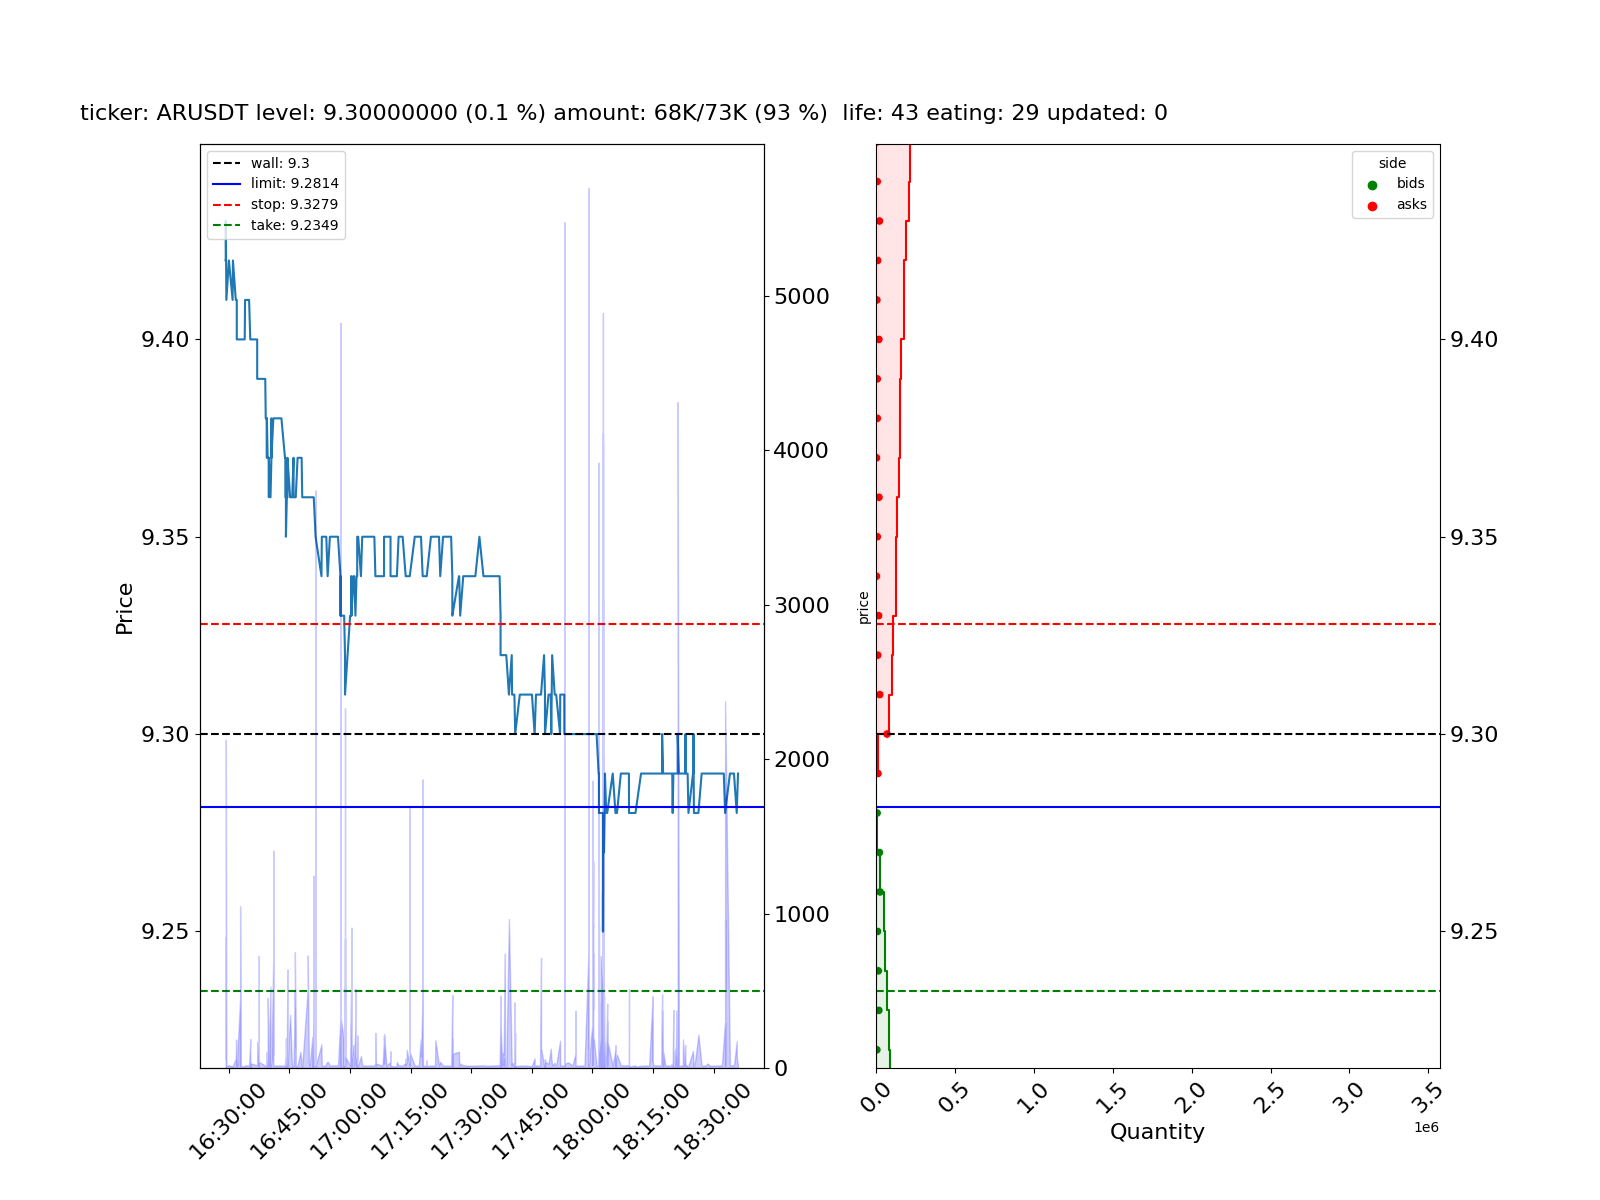 ticker: ARUSDT level: 9.30000000 (0.1 %) amount: 68K/73K (93 %)  life: 43 eating: 29 updated: 0
wall: 9.3
limit: 9.2814
stop: 9.3279
take: 9.2349
Price
9.40
9.35
9.30
9.25
5000
4000
3000
2000
1000
0
16:30:00
16:45:00
17:00:00
17:15:00
17:30:00
17:45:00
18:00:00
18:15:00
18:30:00
side
bids
asks
price
9.40
9.35
9.30
9.25
0.0
0.5
1.0
1.5
2.0
2.5
3.0
3.5
1e6
Quantity